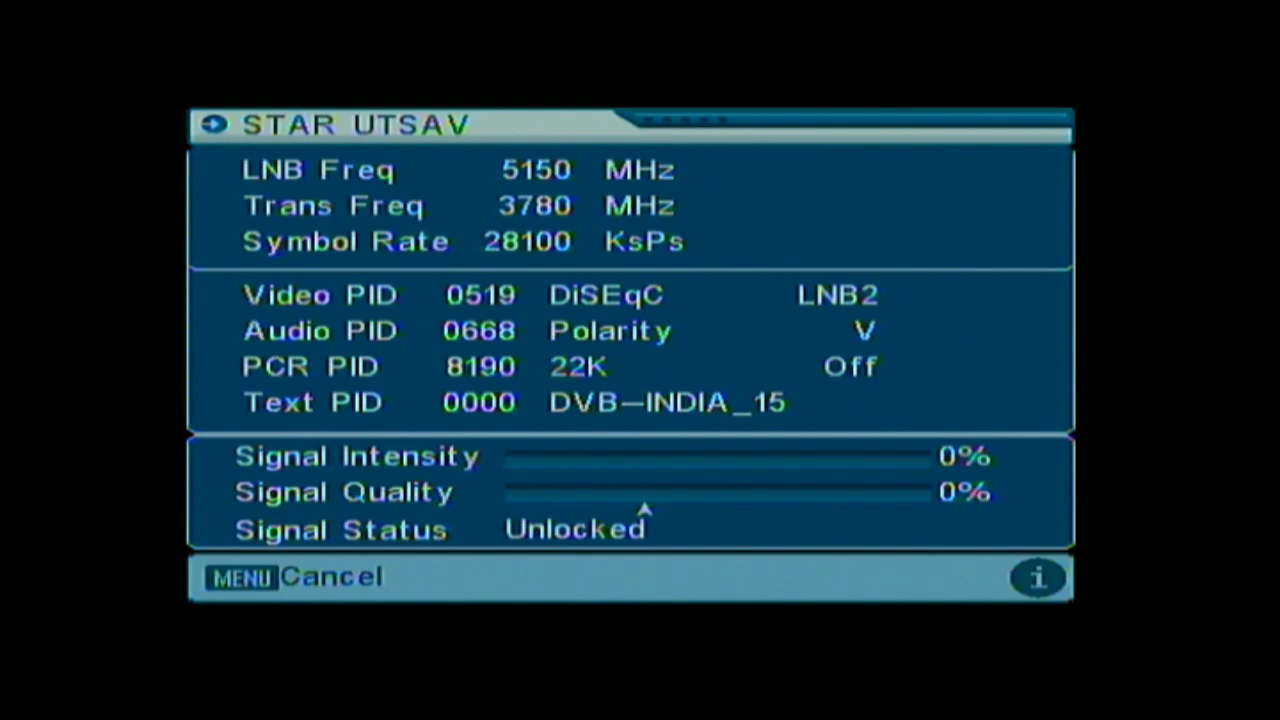 STAR UTSAV
LNB Freq 5150 MHz
Trans Freq 3780 MHz
Symbol Rate 28100 KsPs
Video PID 0519 DiSEqC LNB2
Audio PID 0668 Polarity V
PCR PID 8190 22K Off
Text PID 0000 DVB-INDIA_15
Signal Intensity 0%
Signal Quality 0%
Signal Status Unlocked
MENU Cancel i